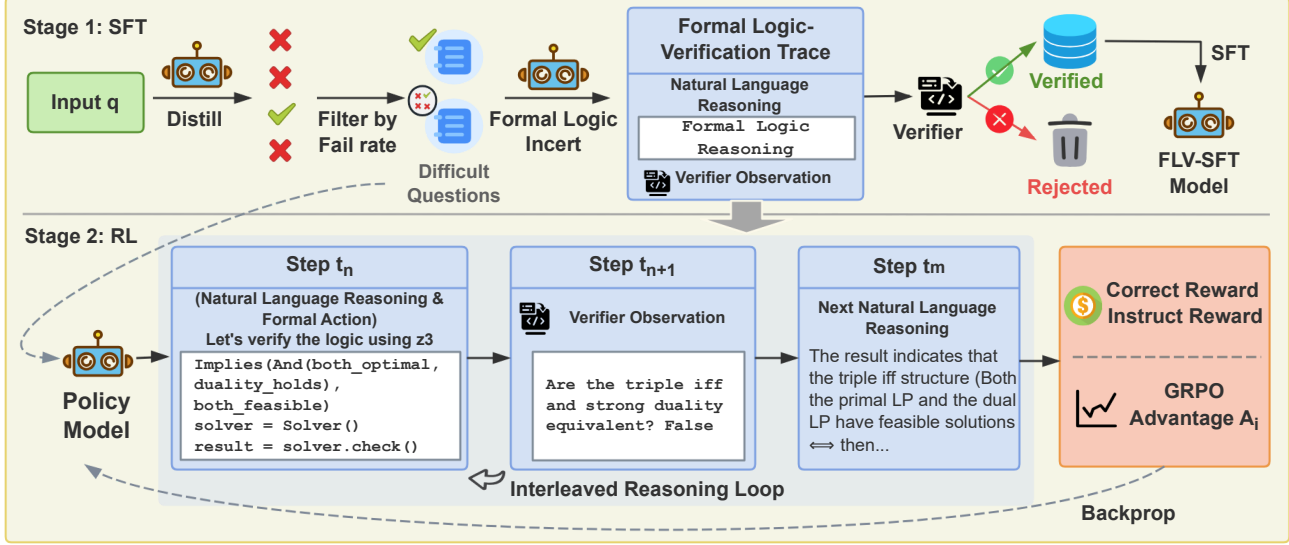 Stage 1: SFT
Input q
Distill
Filter by
Fail rate
Difficult
Questions
Formal Logic
Incert
Formal Logic-
Verification Trace
Natural Language
Reasoning
Formal Logic
Reasoning
Verifier Observation
Verifier
Verified
Rejected
SFT
FLV-SFT
Model
Stage 2: RL
Policy
Model
Step tn
(Natural Language Reasoning &
Formal Action)
Let's verify the logic using z3
Implies(And(both_optimal,
duality_holds),
both_feasible)
solver = Solver()
result = solver.check()
Step tn+1
Verifier Observation
Are the triple iff
and strong duality
equivalent? False
Step tm
Next Natural Language
Reasoning
The result indicates that
the triple iff structure (Both
the primal LP and the dual
LP have feasible solutions
⟺ then...
Interleaved Reasoning Loop
Correct Reward
Instruct Reward
GRPO
Advantage Ai
Backprop